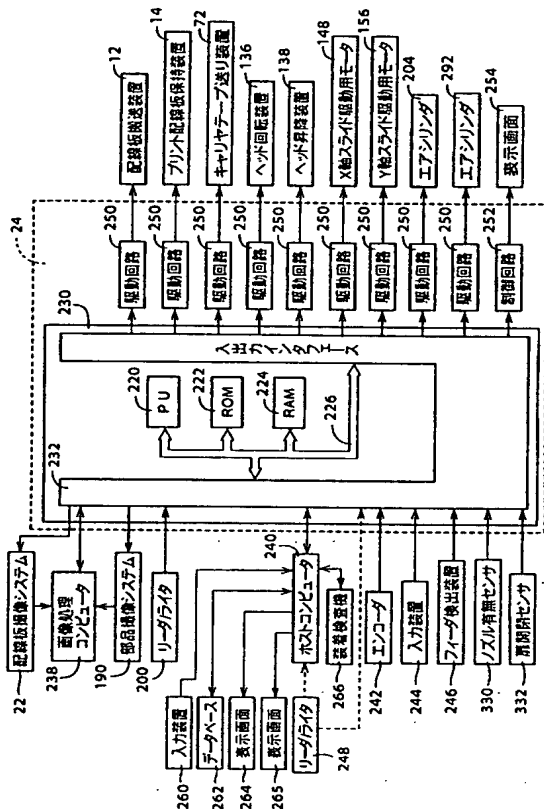 24
230
232
入出力インタフェース
220
PU
222
ROM
224
RAM
226
250
駆動回路
配線板搬送装置
12
250
駆動回路
プリント配線板保持装置
14
250
駆動回路
キャリヤテープ送り装置
72
250
駆動回路
ヘッド回転装置
136
250
駆動回路
ヘッド昇降装置
138
250
駆動回路
X軸スライド駆動用モータ
148
250
駆動回路
Y軸スライド駆動用モータ
156
250
駆動回路
エアシリンダ
204
250
駆動回路
エアシリンダ
292
252
制御回路
表示画面
254
配線板撮像システム
22
画像処理
コンピュータ
238
部品撮像システム
190
リーダ/ライタ
200
240
ホストコンピュータ
入力装置
260
データベース
262
表示画面
264
表示画面
265
装着検査機
266
リーダ/ライタ
248
エンコーダ
242
入力装置
244
フィーダ検出装置
246
ノズル有無センサ
330
扉開閉センサ
332